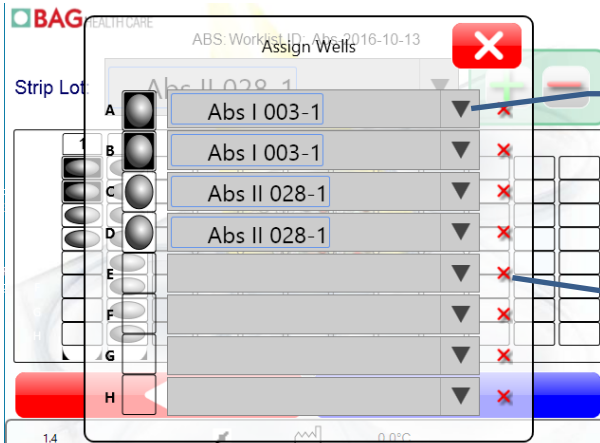 BAG HEALTH CARE
ABS: Worklist ID: Abs-2016-10-13
Assign Wells
Strip Lot:
Abs II 028-1
A Abs I 003-1
1
B Abs I 003-1
C Abs II 028-1
D Abs II 028-1
E
F
G
H
H
1.4 0.0°C